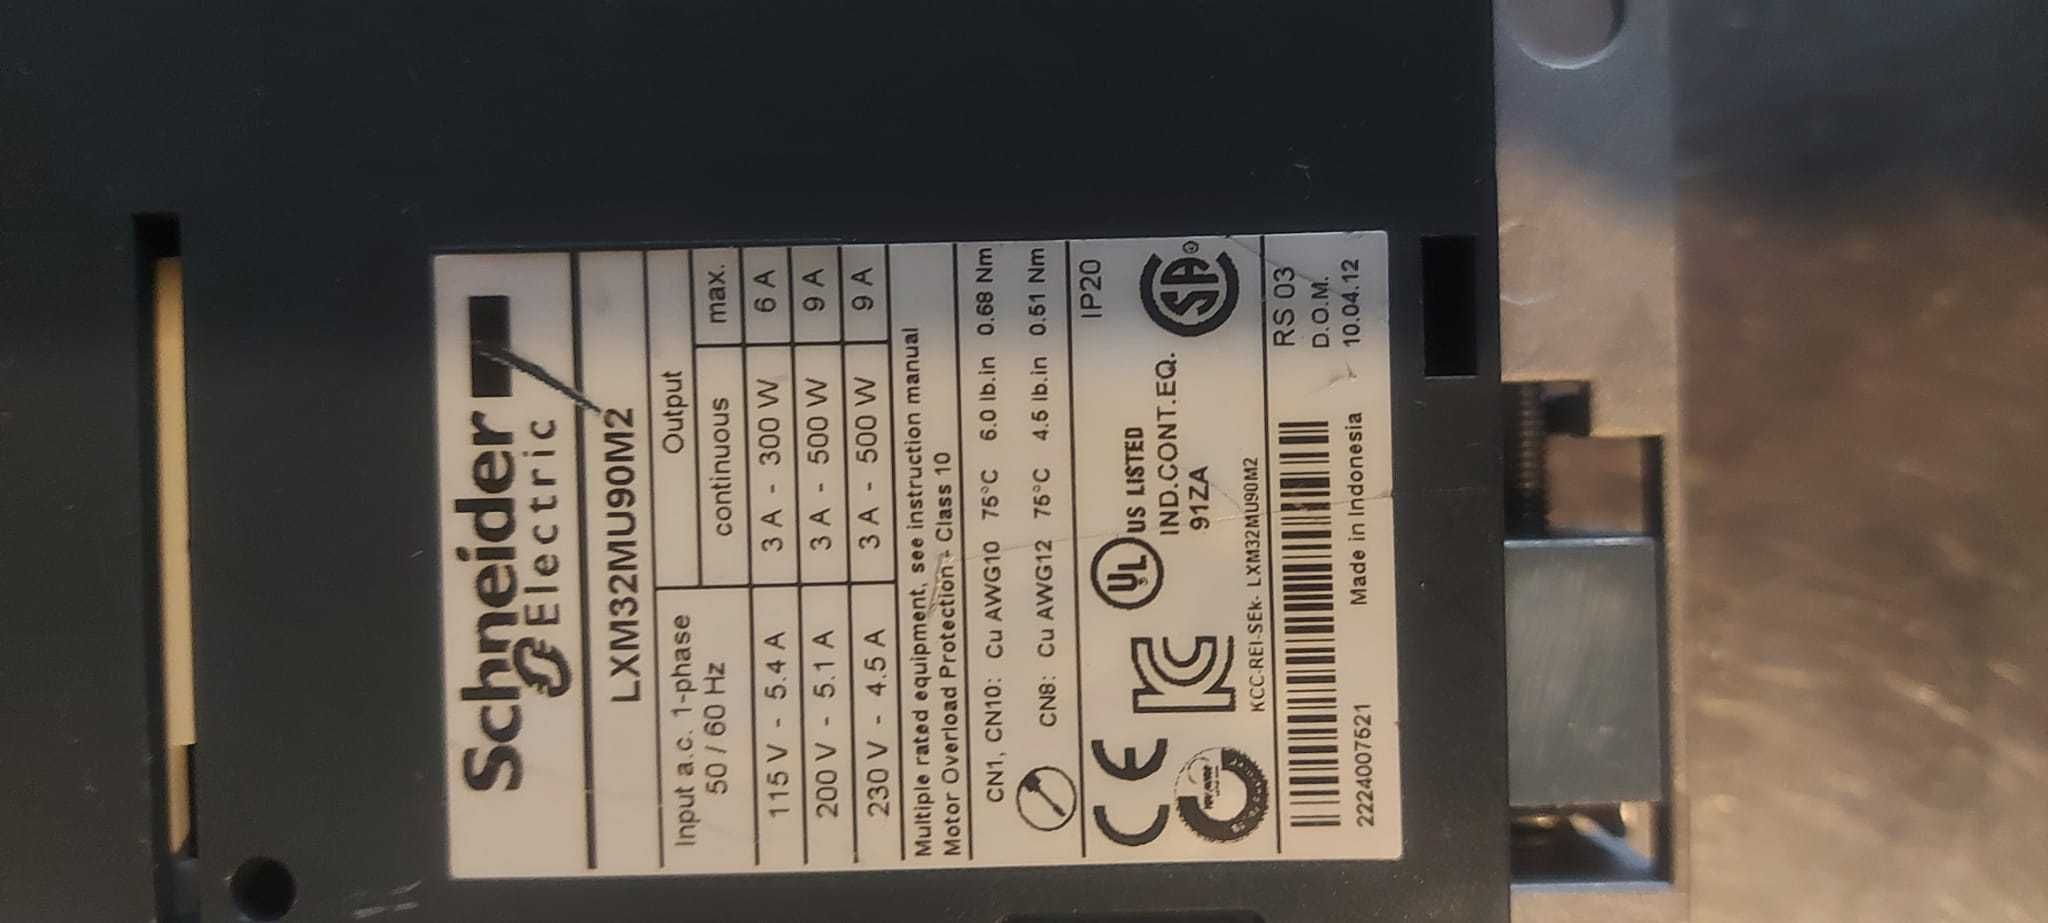 Schneider
Electric
LXM32MU90M2
Input a.c. 1-phase
50 / 60 Hz
Output
continuous max.
115 V - 5.4 A 3 A - 300 W 6 A
200 V - 5.1 A 3 A - 500 W 9 A
230 V - 4.5 A 3 A - 500 W 9 A
Multiple rated equipment, see instruction manual
Motor Overload Protection - Class 10
CN1, CN10: Cu AWG10 75°C 6.0 lb.in 0.68 Nm
CN8: Cu AWG12 75°C 4.5 lb.in 0.51 Nm
IP20
CE
UL US LISTED
IND.CONT.EQ.
91ZA
SA
KC
KCC-REI-SEk- LXM32MU90M2
RS 03
D.O.M.
10.04.12
2224007521 Made in Indonesia